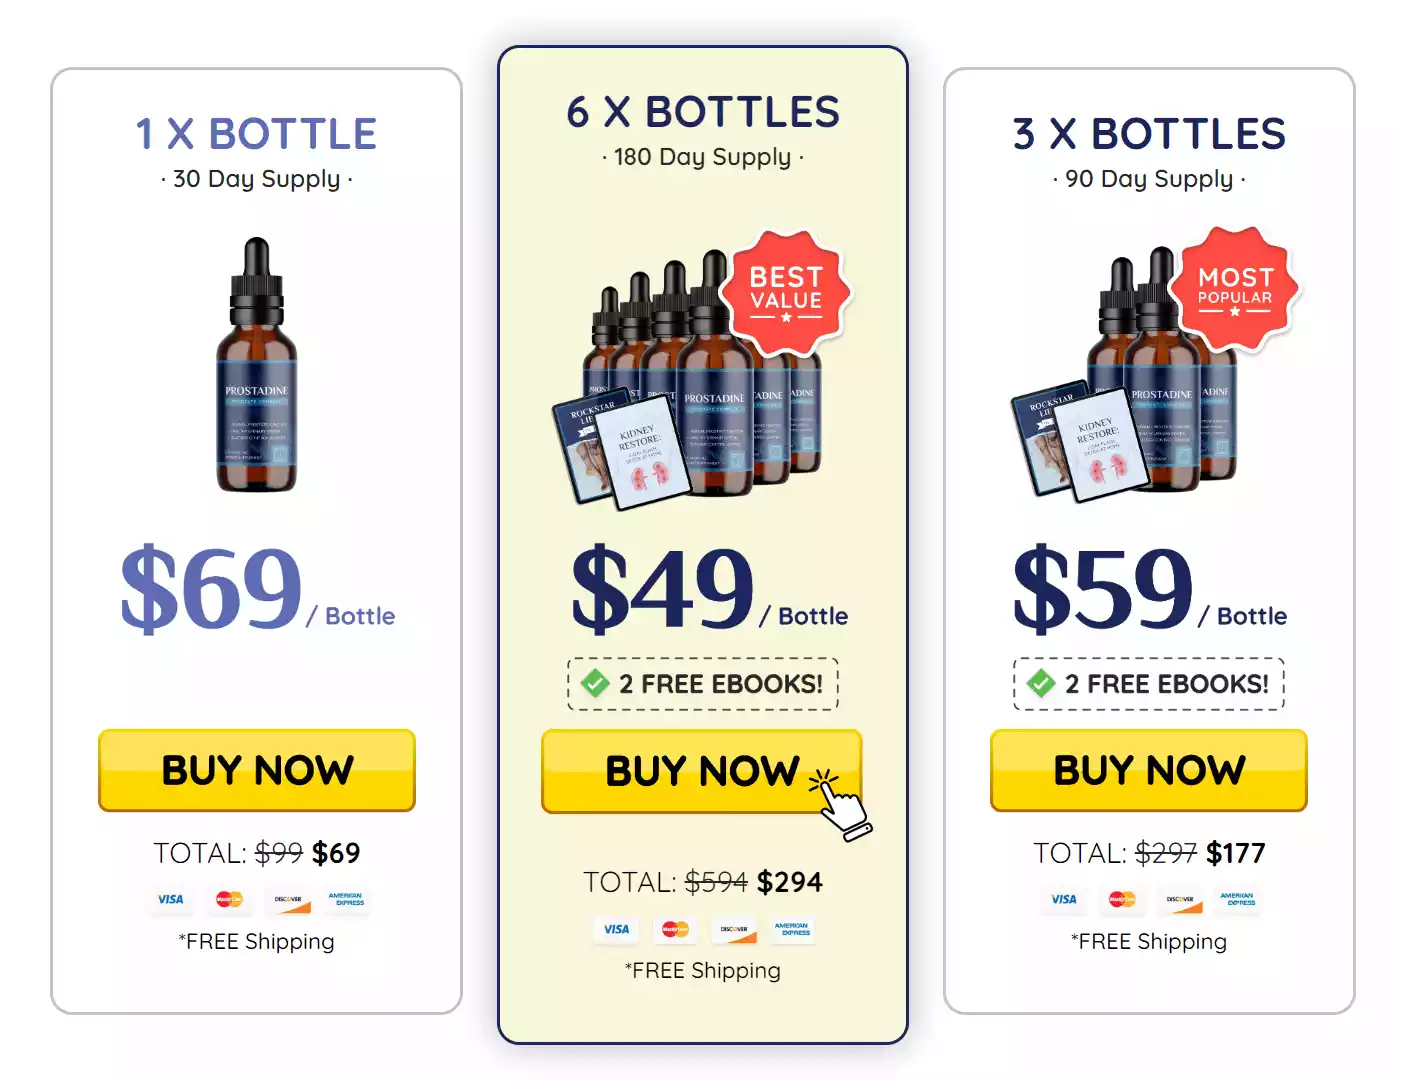 1 X BOTTLE
· 30 Day Supply ·
PROSTADINE
$69 / Bottle
BUY NOW
TOTAL: $99 $69
VISA MasterCard DISCOVER AMERICAN EXPRESS
*FREE Shipping
6 X BOTTLES
· 180 Day Supply ·
BEST
VALUE
PROSTADINE
ROCKSTAR
KIDNEY
RESTORE:
$49 / Bottle
2 FREE EBOOKS!
BUY NOW
TOTAL: $594 $294
VISA MasterCard DISCOVER AMERICAN EXPRESS
*FREE Shipping
3 X BOTTLES
· 90 Day Supply ·
MOST
POPULAR
PROSTADINE
ROCKSTAR
KIDNEY
RESTORE:
$59 / Bottle
2 FREE EBOOKS!
BUY NOW
TOTAL: $297 $177
VISA MasterCard DISCOVER AMERICAN EXPRESS
*FREE Shipping